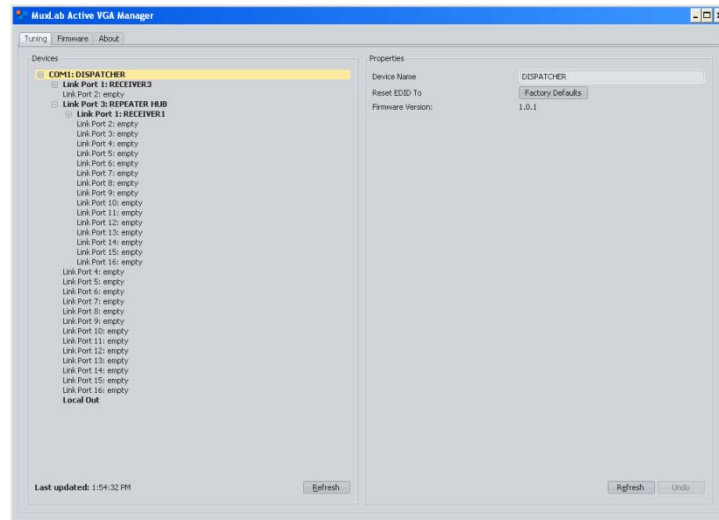 MuxLab Active VGA Manager
Tuning Firmware About
Devices
COM1: DISPATCHER
Link Port 1: RECEIVER3
Link Port 2: empty
Link Port 3: REPEATER HUB
Link Port 1: RECEIVER1
Link Port 2: empty
Link Port 3: empty
Link Port 4: empty
Link Port 5: empty
Link Port 6: empty
Link Port 7: empty
Link Port 8: empty
Link Port 9: empty
Link Port 10: empty
Link Port 11: empty
Link Port 12: empty
Link Port 13: empty
Link Port 14: empty
Link Port 15: empty
Link Port 16: empty
Link Port 4: empty
Link Port 5: empty
Link Port 6: empty
Link Port 7: empty
Link Port 8: empty
Link Port 9: empty
Link Port 10: empty
Link Port 11: empty
Link Port 12: empty
Link Port 13: empty
Link Port 14: empty
Link Port 15: empty
Link Port 16: empty
Local Out
Last updated: 1:54:32 PM
Refresh
Properties
Device Name DISPATCHER
Reset EDID To Factory Defaults
Firmware Version: 1.0.1
Refresh Undo